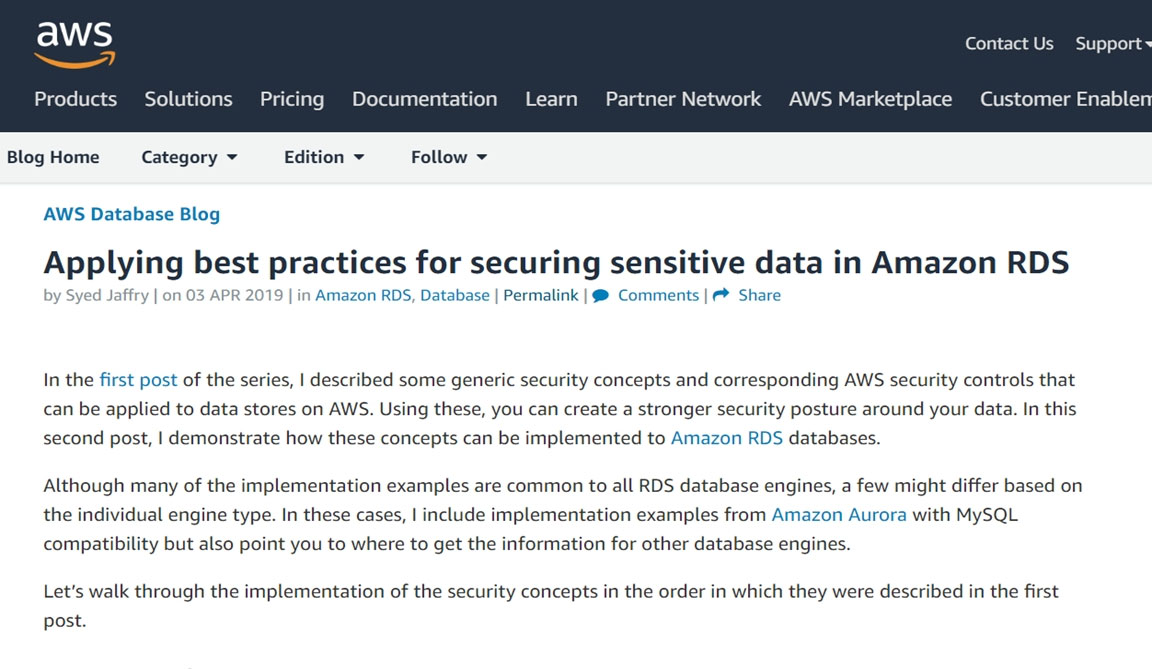 aws
Contact Us Support
Products Solutions Pricing Documentation Learn Partner Network AWS Marketplace Customer Enablem
Blog Home Category Edition Follow
AWS Database Blog
Applying best practices for securing sensitive data in Amazon RDS
by Syed Jaffry | on 03 APR 2019 | in Amazon RDS, Database | Permalink | Comments | Share
In the first post of the series, I described some generic security concepts and corresponding AWS security controls that
can be applied to data stores on AWS. Using these, you can create a stronger security posture around your data. In this
second post, I demonstrate how these concepts can be implemented to Amazon RDS databases.
Although many of the implementation examples are common to all RDS database engines, a few might differ based on
the individual engine type. In these cases, I include implementation examples from Amazon Aurora with MySQL
compatibility but also point you to where to get the information for other database engines.
Let’s walk through the implementation of the security concepts in the order in which they were described in the first
post.